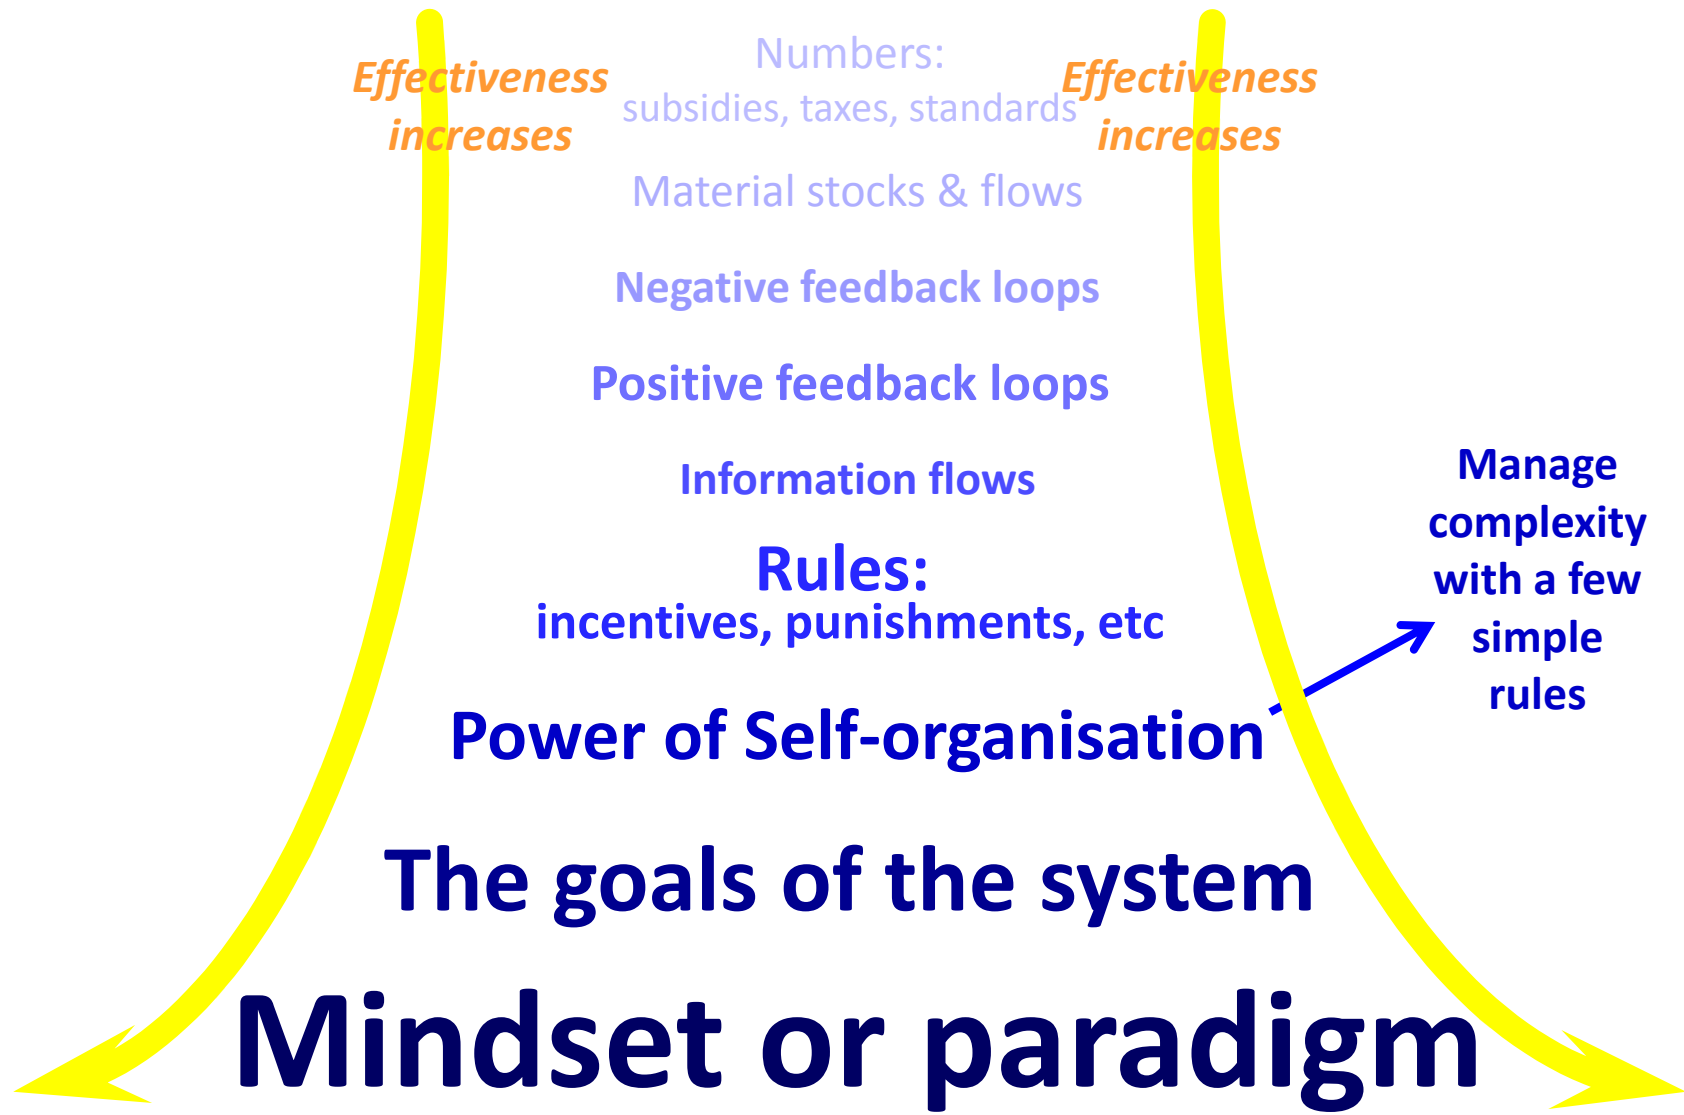 Effectiveness
increases
Numbers:
subsidies, taxes, standards
Effectiveness
increases
Material stocks & flows
Negative feedback loops
Positive feedback loops
Information flows
Rules:
incentives, punishments, etc
Manage
complexity
with a few
simple
rules
Power of Self-organisation
The goals of the system
Mindset or paradigm